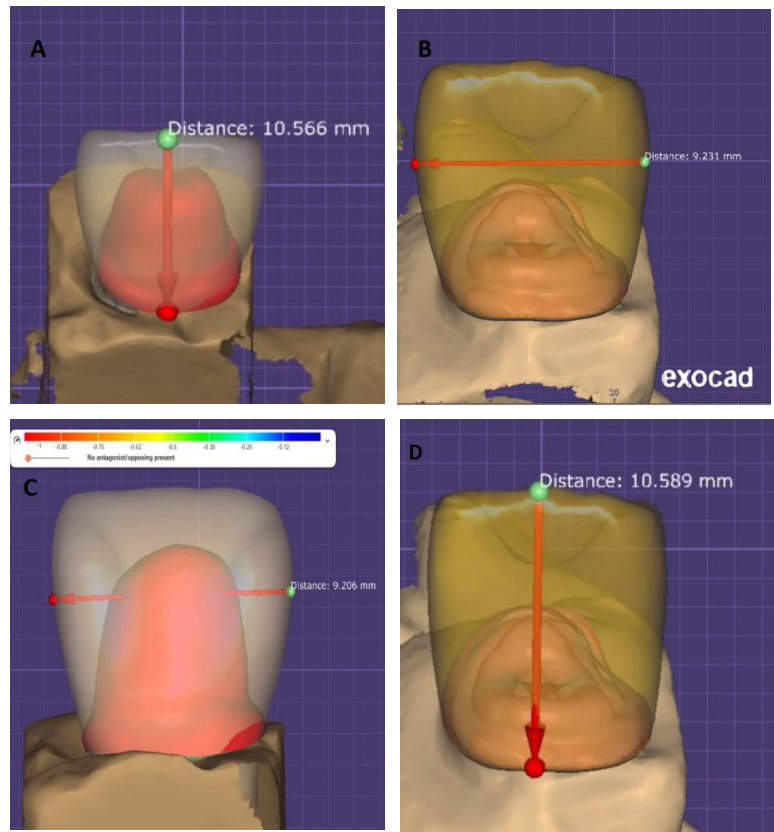 A
Distance: 10.566 mm
B
Distance: 9.231 mm
20
exocad
-1 -0.88 -0.75 -0.62 -0.5 -0.38 -0.25 -0.12
No antagonist/opposing present
C
Distance: 9.206 mm
D
Distance: 10.589 mm